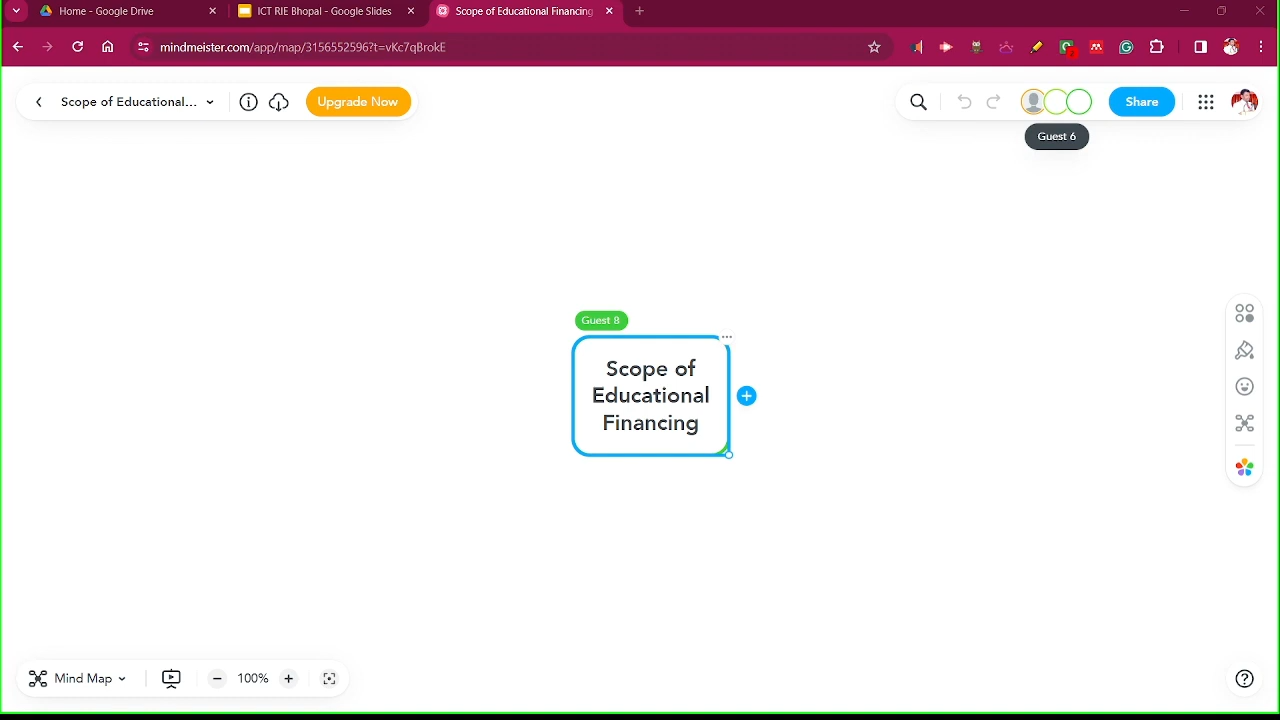 Home - Google Drive
ICT RIE Bhopal - Google Slides
Scope of Educational Financing
mindmeister.com/app/map/3156552596?t=vKc7qBrokE
Scope of Educational...
Upgrade Now
Share
Guest 6
Guest 8
Scope of
Educational
Financing
Mind Map
100%